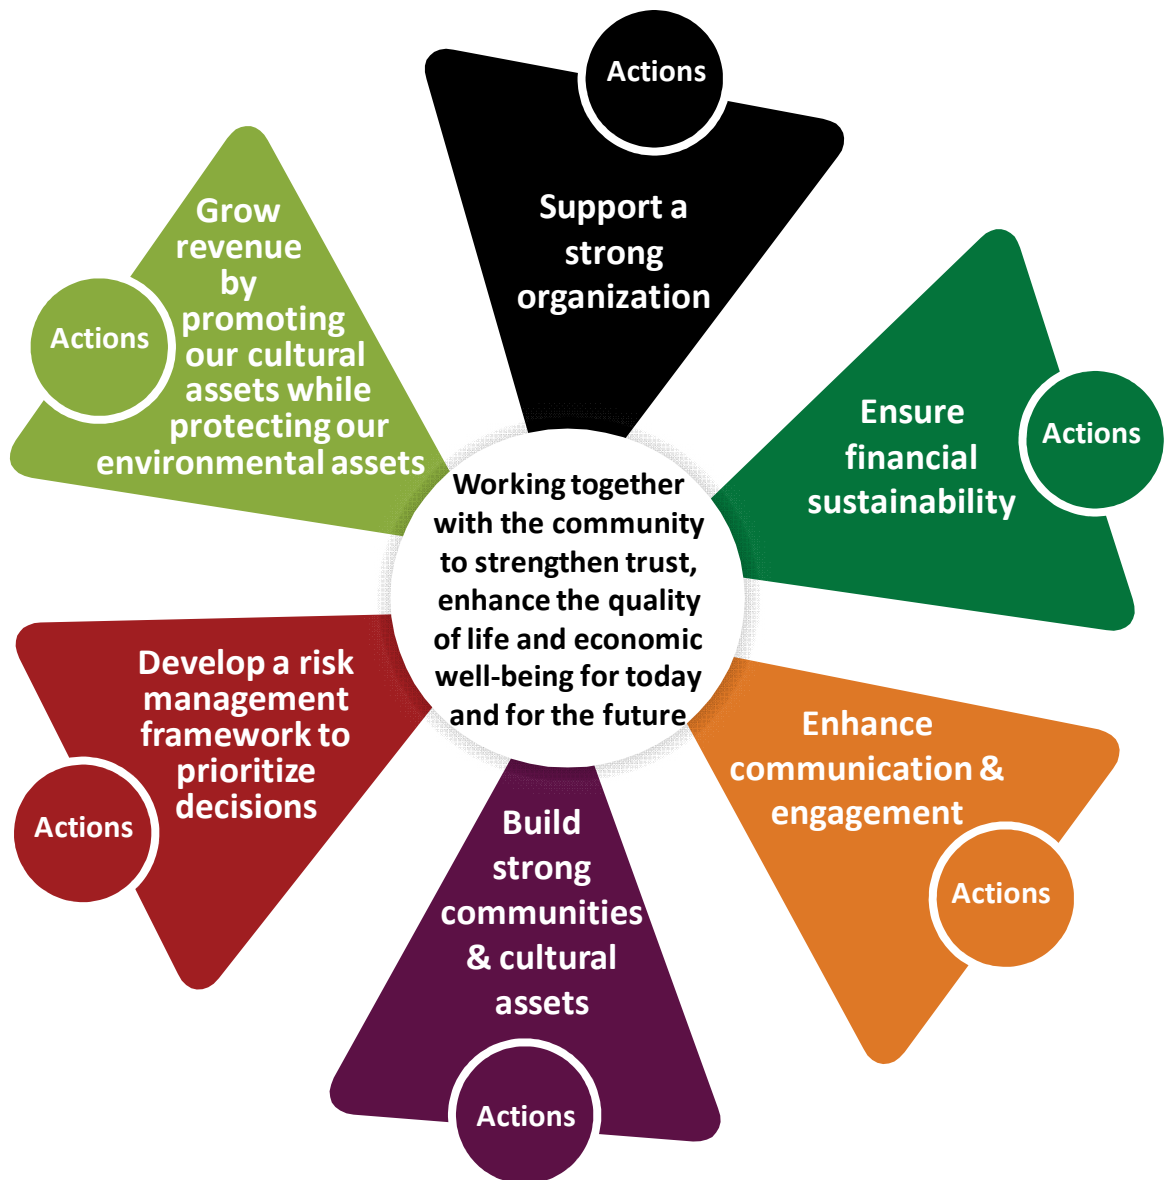 Actions
Support a
strong
organization
Grow
revenue
by
promoting
our cultural
assets while
protecting our
environmental assets
Actions
Ensure
financial
sustainability
Actions
Working together
with the community
to strengthen trust,
enhance the quality
of life and economic
well-being for today
and for the future
Develop a risk
management
framework to
prioritize
decisions
Actions
Enhance
communication &
engagement
Actions
Build
strong
communities
& cultural
assets
Actions